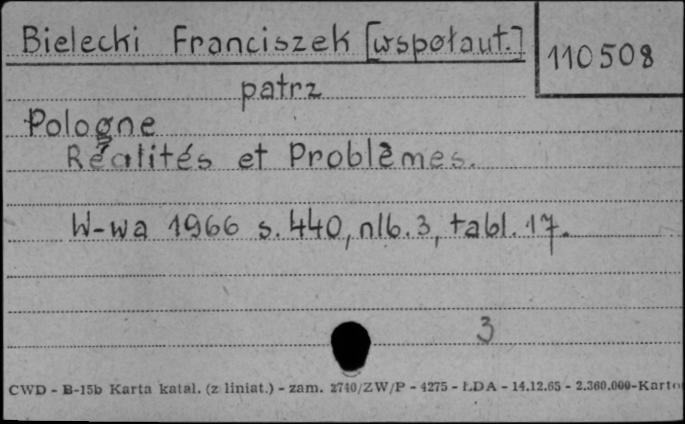 Bielecki Franciszek [współaut.]
110508
patrz
Pologne
Réalités et Problèmes.
W-wa 1966 s. 440, nlb. 3, tabl. 17.
3
CWD - B-15b Karta katal. (z liniat.) - zam. 2740/ZW/P - 4275 - ŁDA - 14.12.65 - 2.360.000-Karto